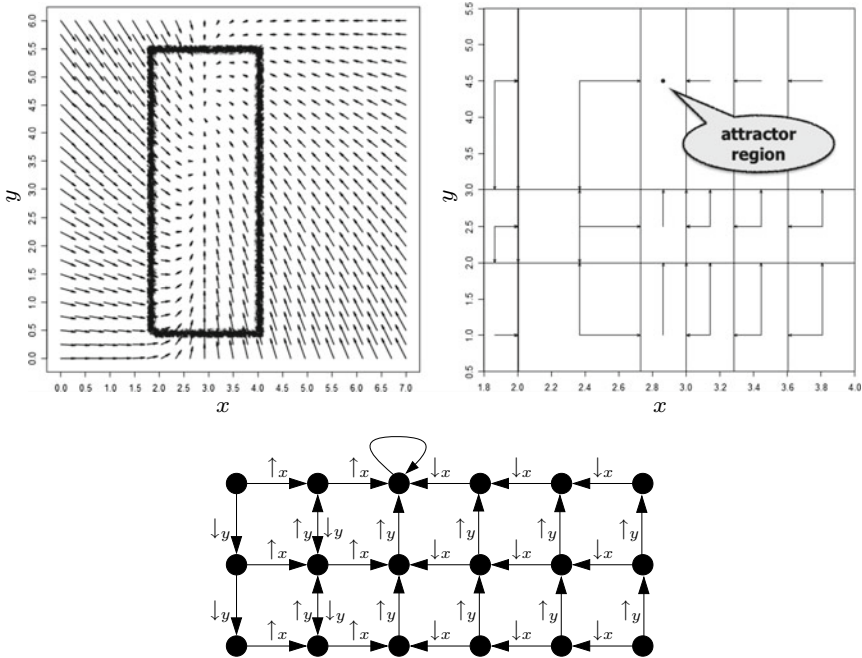 y
6.0
5.5
5.0
4.5
4.0
3.5
3.0
2.5
2.0
1.5
1.0
0.5
0.0
0.0 0.5 1.0 1.5 2.0 2.5 3.0 3.5 4.0 4.5 5.0 5.5 6.0 6.5 7.0
x
y
5.5
5.0
4.5
4.0
3.5
3.0
2.5
2.0
1.5
1.0
0.5
attractor
region
1.8 2.0 2.2 2.4 2.6 2.8 3.0 3.2 3.4 3.6 3.8 4.0
x
↑x ↑x ↓x ↓x ↓x
↓y ↑y ↓y ↑y ↑y ↑y ↑y
↑x ↑x ↓x ↓x ↓x
↓y ↑y ↓y ↑y ↑y ↑y ↑y
↑x ↑x ↓x ↓x ↓x